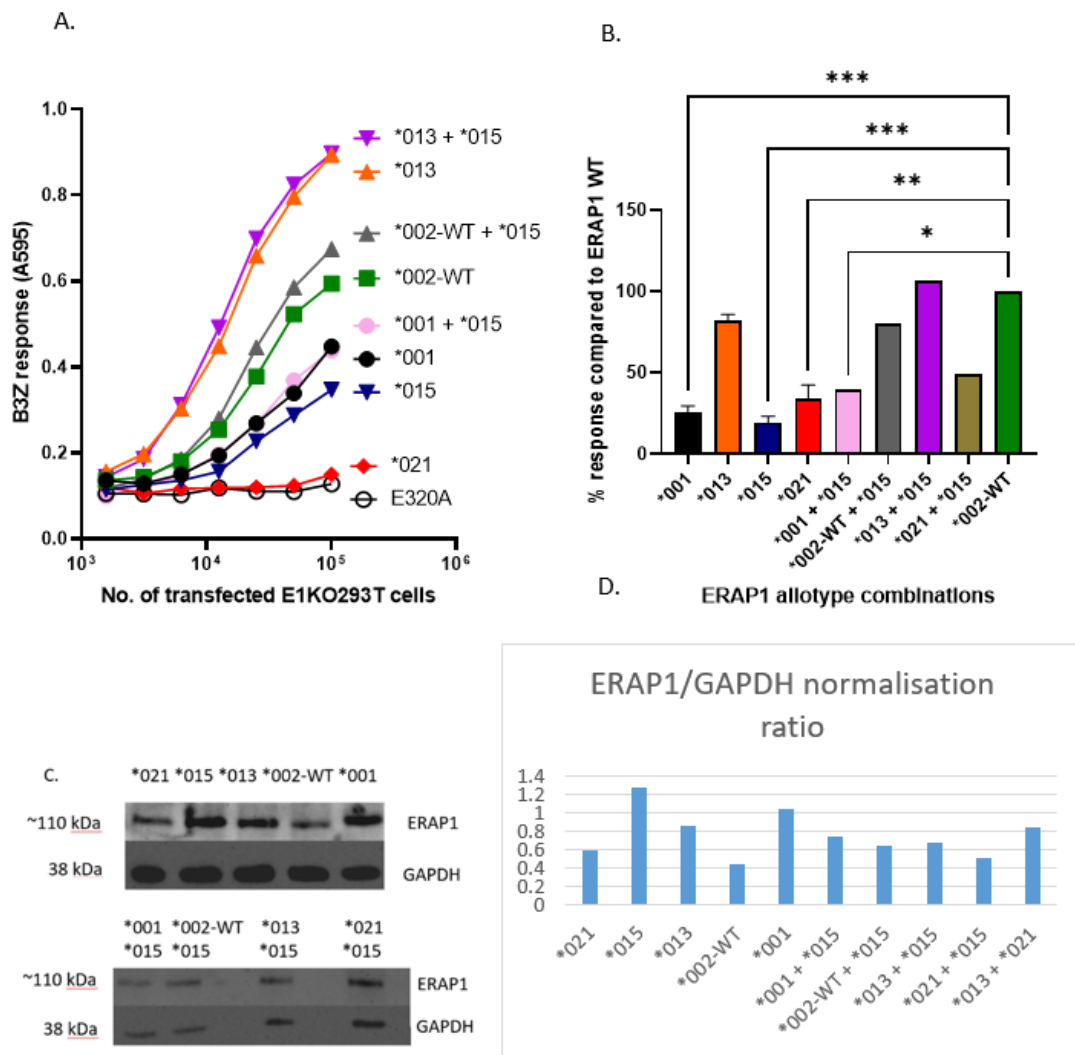 A.
B3Z response (A595)
1.0
0.8
0.6
0.4
0.2
0.0
10³
10⁴
10⁵
10⁶
No. of transfected E1KO293T cells
*013 + *015
*013
*002-WT + *015
*002-WT
*001 + *015
*001
*015
*021
E320A
B.
% response compared to ERAP1 WT
150
100
50
0
***
***
**
*
*001
*013
*015
*021
*001 + *015
*002-WT + *015
*013 + *015
*021 + *015
*002-WT
ERAP1 allotype combinations
C.
*021 *015 *013 *002-WT *001
~110 kDa
ERAP1
38 kDa
GAPDH
*001 *002-WT *013 *021
*015 *015 *015 *015
~110 kDa
ERAP1
38 kDa
GAPDH
D.
ERAP1/GAPDH normalisation
ratio
1.4
1.2
1
0.8
0.6
0.4
0.2
0
*021
*015
*013
*002-WT
*001
*001 + *015
*002-WT + *015
*013 + *015
*021 + *015
*013 + *021